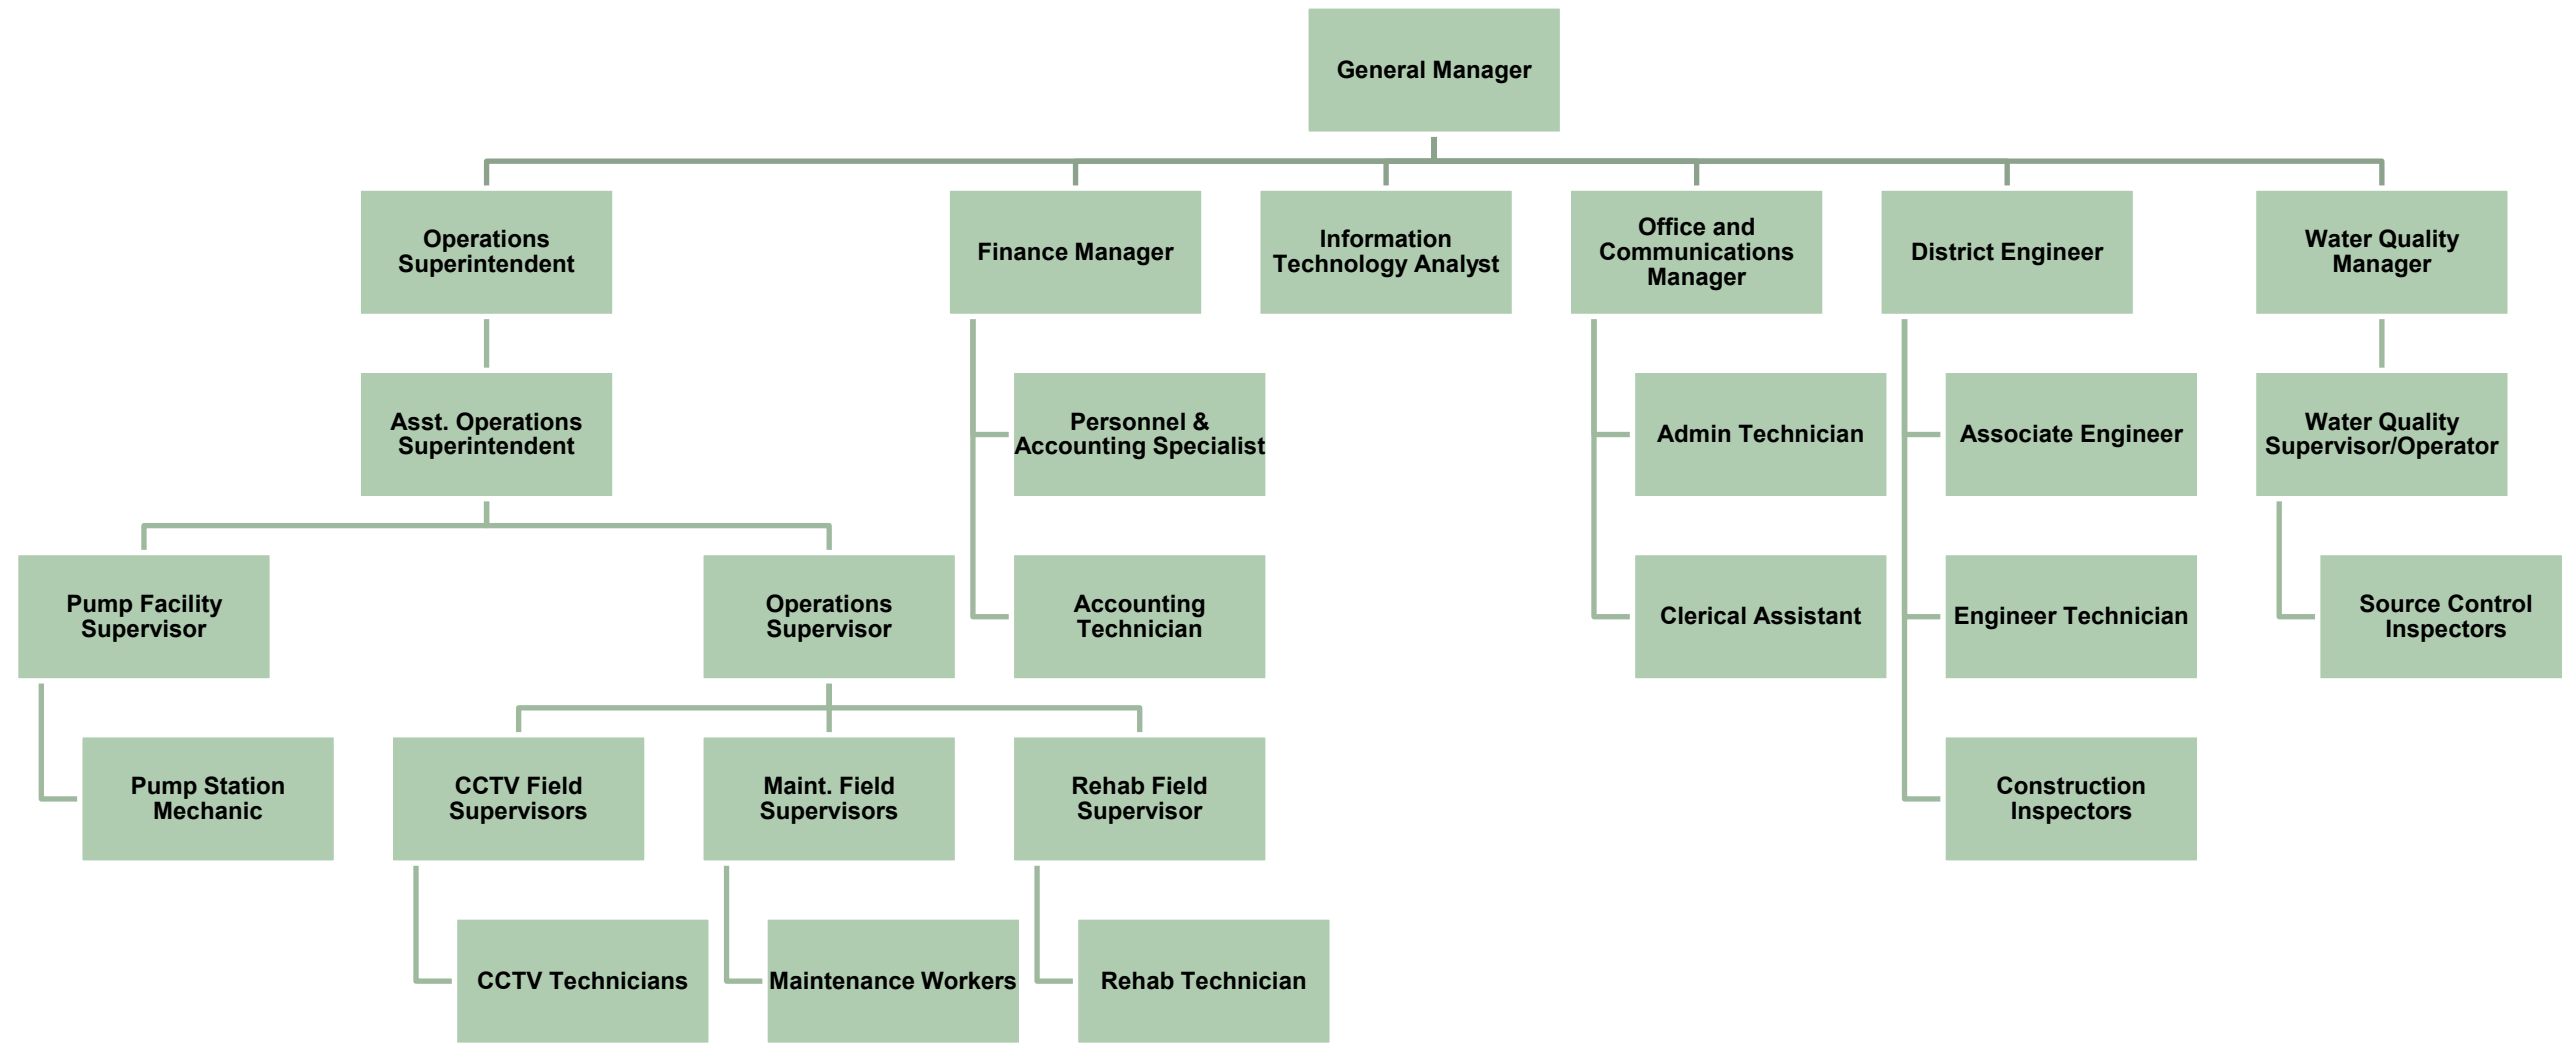 General Manager
Operations
Superintendent
Finance Manager
Information
Technology Analyst
Office and
Communications
Manager
District Engineer
Water Quality
Manager
Asst. Operations
Superintendent
Personnel &
Accounting Specialist
Admin Technician
Associate Engineer
Water Quality
Supervisor/Operator
Pump Facility
Supervisor
Operations
Supervisor
Accounting
Technician
Clerical Assistant
Engineer Technician
Source Control
Inspectors
Pump Station
Mechanic
CCTV Field
Supervisors
Maint. Field
Supervisors
Rehab Field
Supervisor
Construction
Inspectors
CCTV Technicians
Maintenance Workers
Rehab Technician